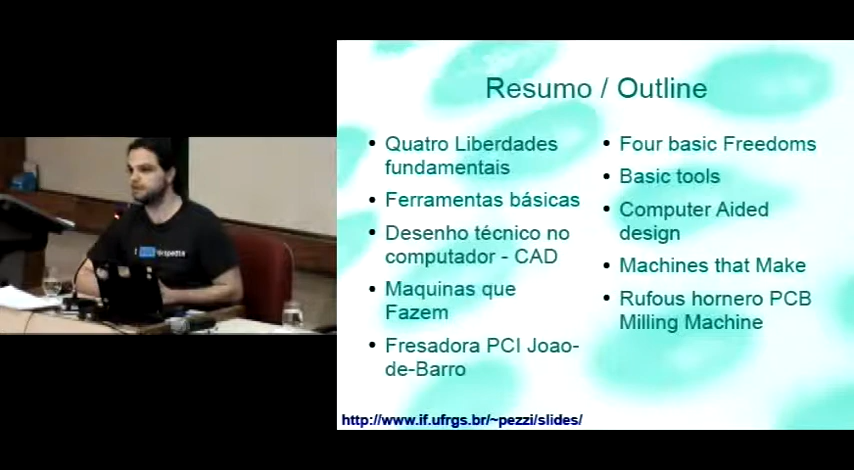 Resumo / Outline
Quatro Liberdades
fundamentais
Ferramentas básicas
Desenho técnico no
computador - CAD
Maquinas que
Fazem
Fresadora PCI Joao-
de-Barro
Four basic Freedoms
Basic tools
Computer Aided
design
Machines that Make
Rufous hornero PCB
Milling Machine
http://www.if.ufrgs.br/~pezzi/slides/